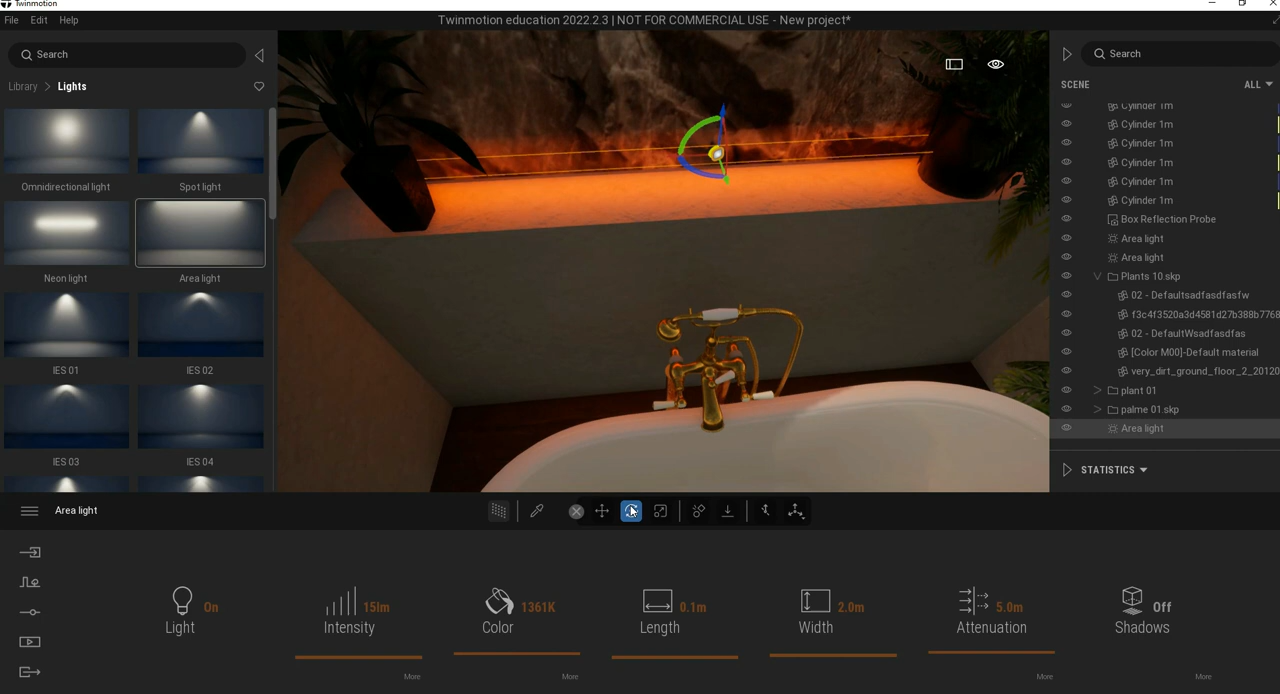 Twinmotion
File Edit Help
Twinmotion education 2022.2.3 | NOT FOR COMMERCIAL USE - New project*
Search
Library > Lights
Omnidirectional light
Spot light
Neon light
Area light
IES 01
IES 02
IES 03
IES 04
Search
SCENE
ALL
Cylinder 1m
Cylinder 1m
Cylinder 1m
Cylinder 1m
Cylinder 1m
Cylinder 1m
Box Reflection Probe
Area light
Area light
Plants 10.skp
02 - Defaultsadfasdfasfw
f3c4f3520a3d4581d27b388b7768
02 - DefaultWsadfasdfas
[Color M00]-Default material
very_dirt_ground_floor_2_20120
plant 01
palme 01.skp
Area light
STATISTICS
Area light
On
Light
15lm
Intensity
More
1361K
Color
More
0.1m
Length
2.0m
Width
5.0m
Attenuation
More
Off
Shadows
More